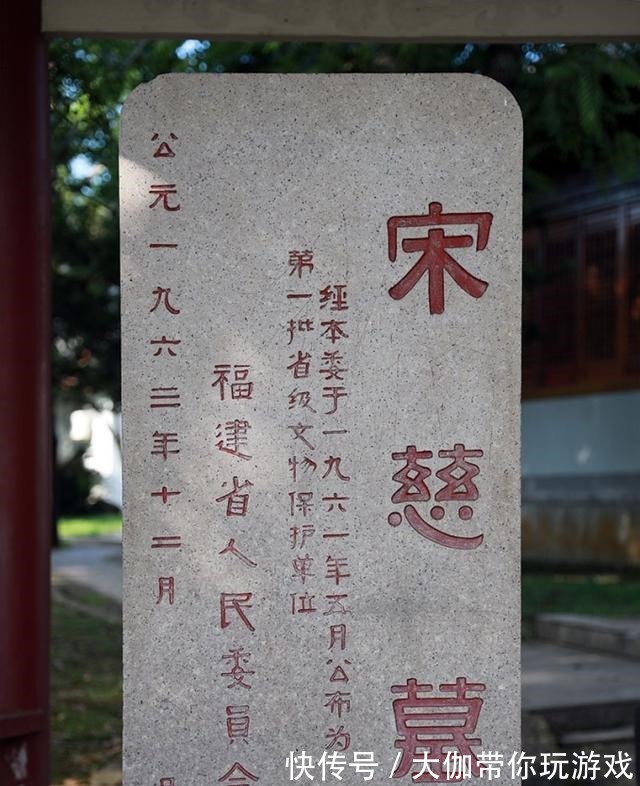 宋慈墓
經本委于一九六一年五月公布为
第一批省级文物保护单位
福建省人民委员会
公元一九六三年十二月
快传号/大伽带你玩游戏